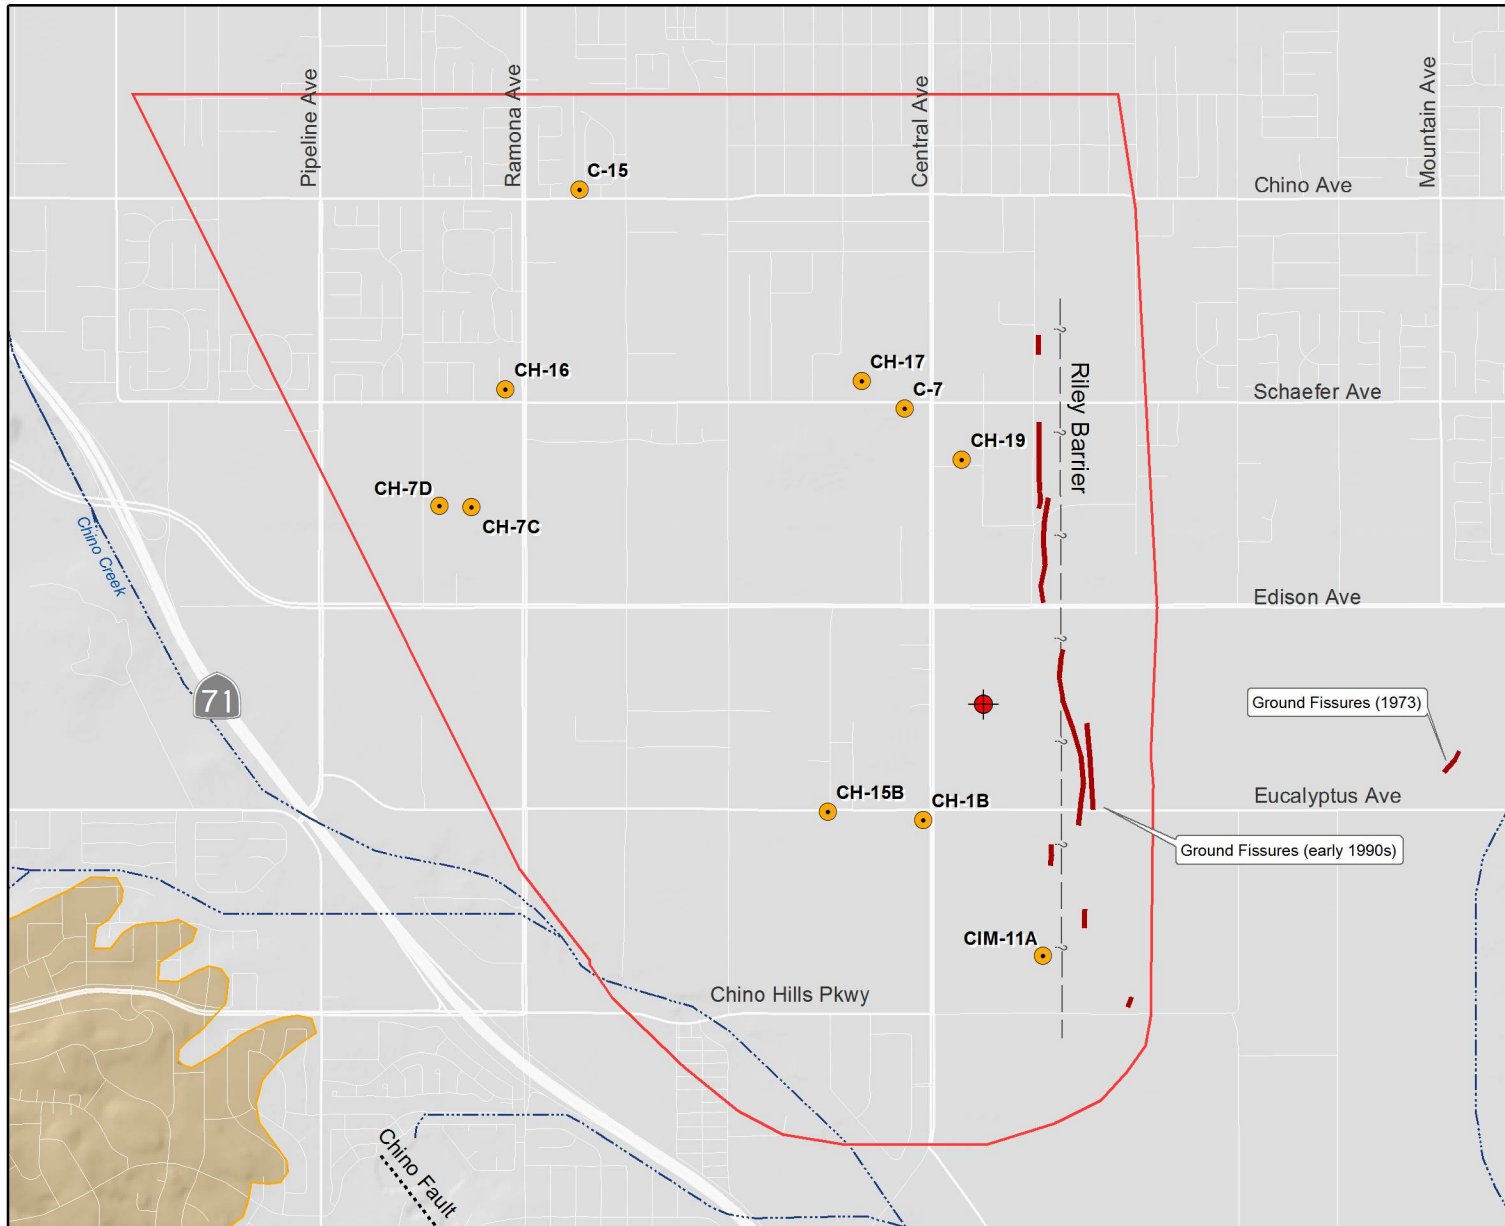 Pipeline Ave
Ramona Ave
Central Ave
Mountain Ave
C-15
Chino Ave
?
CH-16
CH-17
C-7
Riley Barrier
Schaefer Ave
?
CH-19
CH-7D
CH-7C
Chino Creek
?
Edison Ave
?
71
Ground Fissures (1973)
?
CH-15B
CH-1B
Eucalyptus Ave
?
Ground Fissures (early 1990s)
CIM-11A
?
Chino Hills Pkwy
Chino Fault